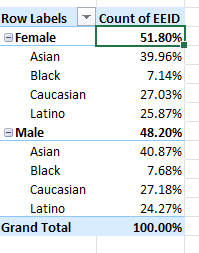 Row Labels Count of EEID
Female 51.80%
Asian 39.96%
Black 7.14%
Caucasian 27.03%
Latino 25.87%
Male 48.20%
Asian 40.87%
Black 7.68%
Caucasian 27.18%
Latino 24.27%
Grand Total 100.00%